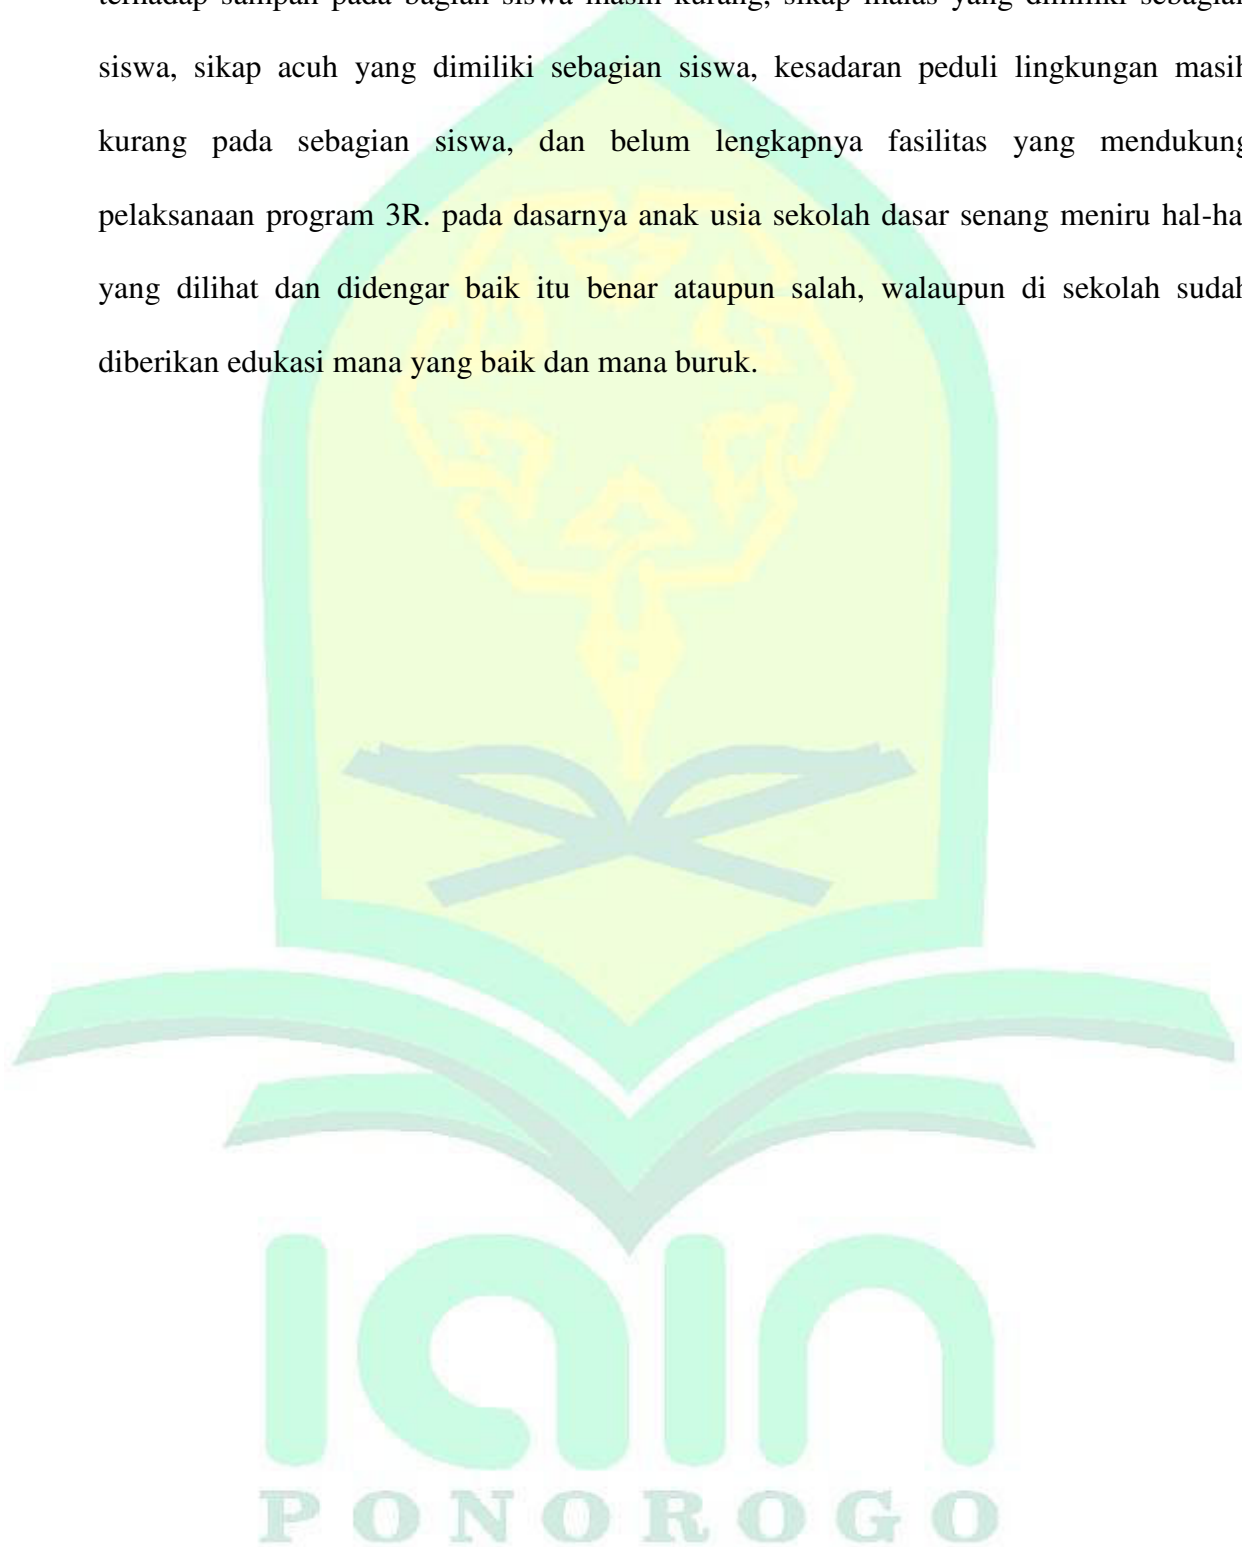 terhadap sampah pada bagian siswa masih kurang, sikap malas yang dimiliki sebagian
siswa, sikap acuh yang dimiliki sebagian siswa, kesadaran peduli lingkungan masih
kurang pada sebagian siswa, dan belum lengkapnya fasilitas yang mendukung
pelaksanaan program 3R. pada dasarnya anak usia sekolah dasar senang meniru hal-ha
yang dilihat dan didengar baik itu benar ataupun salah, walaupun di sekolah sudah
diberikan edukasi mana yang baik dan mana buruk.
iain
PONOROGO